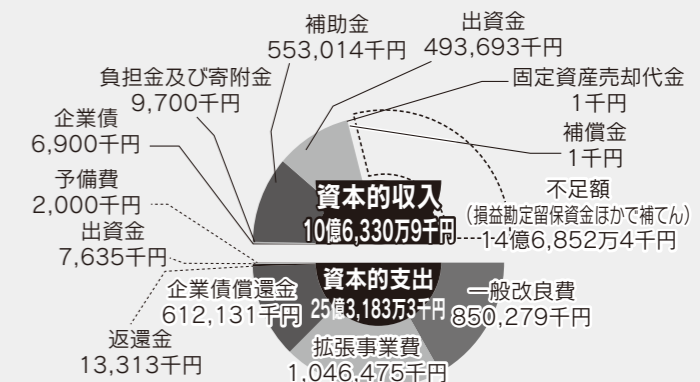 補助金
553,014千円
出資金
493,693千円
負担金及び寄附金
9,700千円
固定資産売却代金
1千円
企業債
6,900千円
補償金
1千円
予備費
2,000千円
資本的収入
10億6,330万9千円
不足額
（損益勘定留保資金ほかで補てん）
14億6,852万4千円
出資金
7,635千円
資本的支出
25億3,183万3千円
企業債償還金
612,131千円
一般改良費
850,279千円
返還金
13,313千円
拡張事業費
1,046,475千円